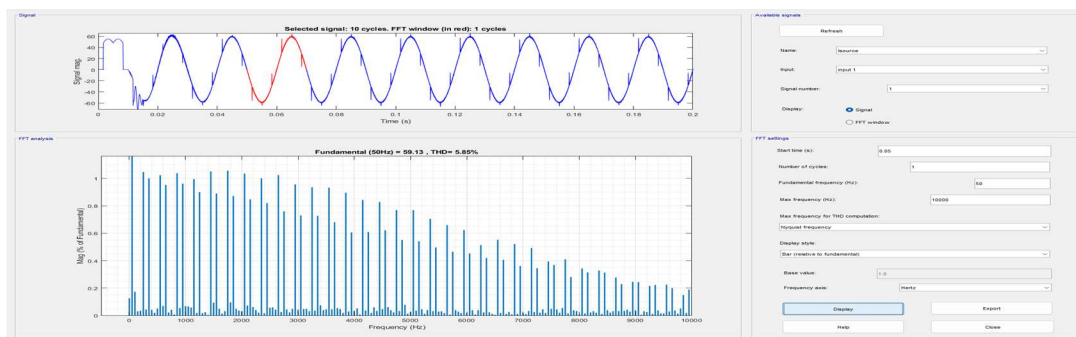 Signal
Selected signal: 10 cycles. FFT window (in red): 1 cycles
Signal mag.
60
40
20
0
-20
-40
-60
0 0.02 0.04 0.06 0.08 0.1 0.12 0.14 0.16 0.18 0.2
Time (s)
FFT analysis
Fundamental (50Hz) = 59.13 , THD= 5.85%
Mag (% of Fundamental)
1
0.8
0.6
0.4
0.2
0
0 1000 2000 3000 4000 5000 6000 7000 8000 9000 10000
Frequency (Hz)
Available signals
Refresh
Name: Isource
Input: input 1
Signal number: 1
Display: Signal
FFT window
FFT settings
Start time (s): 0.05
Number of cycles: 1
Fundamental frequency (Hz): 50
Max frequency (Hz): 10000
Max frequency for THD computation:
Nyquist frequency
Display style:
Bar (relative to fundamental)
Base value: 1.0
Frequency axis: Hertz
Display Export
Help Close